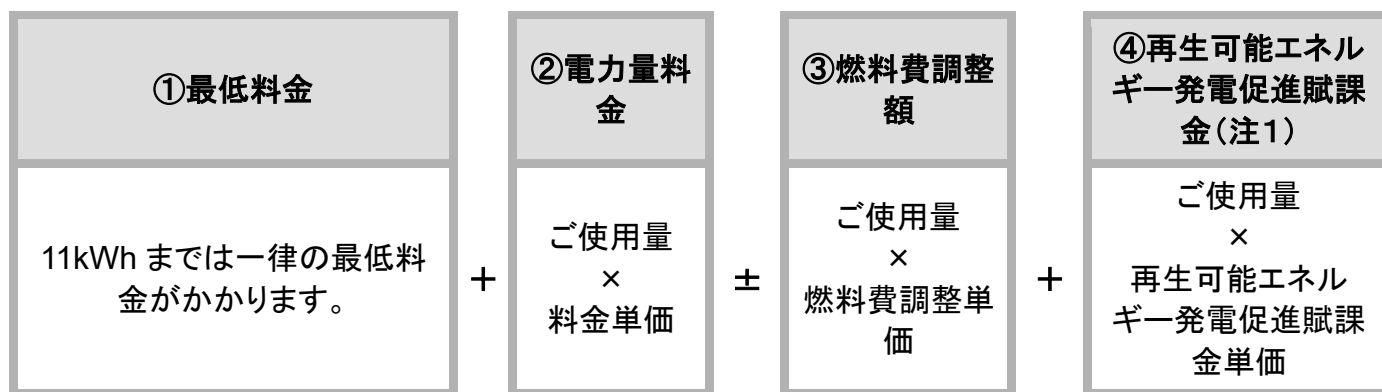 ①最低料金
11kWh までは一律の最低料
金がかかります。
＋
②電力量料
金
ご使用量
×
料金単価
±
③燃料費調整
額
ご使用量
×
燃料費調整単
価
＋
④再生可能エネル
ギー発電促進賦課
金（注１）
ご使用量
×
再生可能エネル
ギー発電促進賦課
金単価